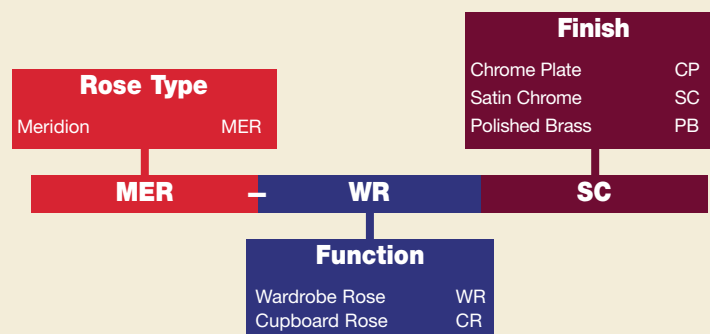 Finish
Chrome Plate CP
Satin Chrome SC
Polished Brass PB
Rose Type
Meridion MER
MER – WR SC
Function
Wardrobe Rose WR
Cupboard Rose CR